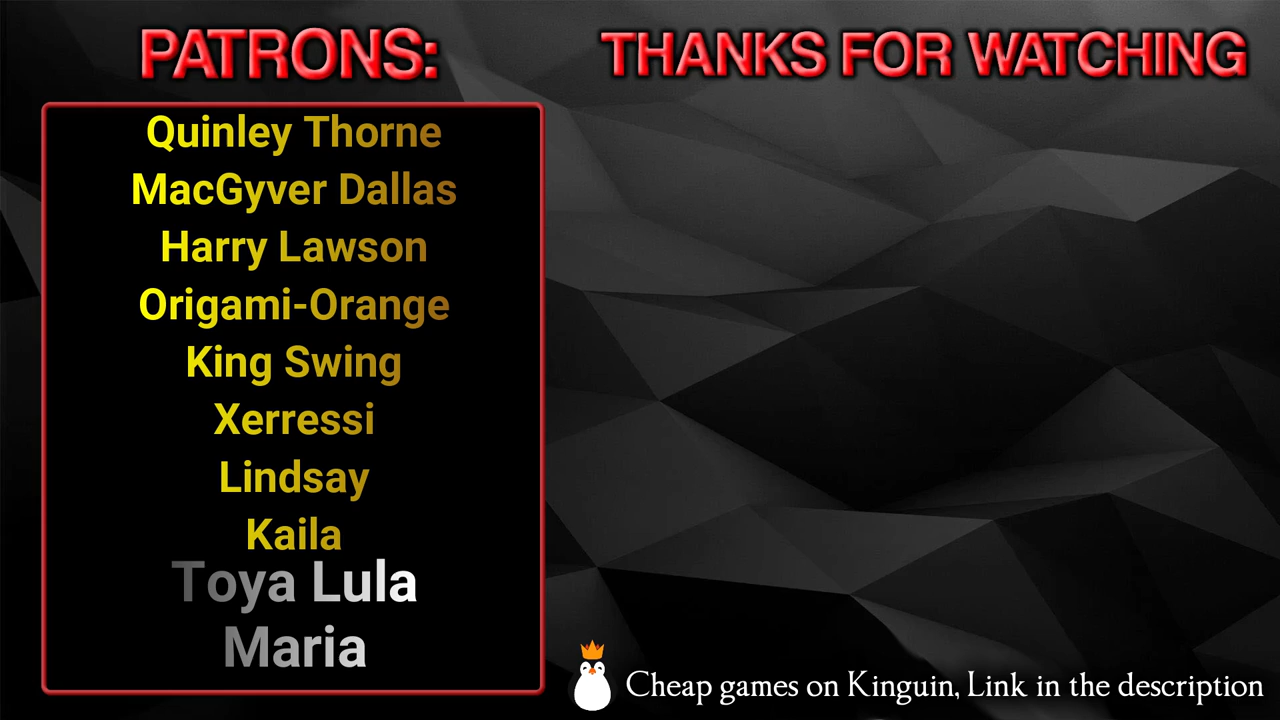 PATRONS:
Quinley Thorne
MacGyver Dallas
Harry Lawson
Origami-Orange
King Swing
Xerressi
Lindsay
Kaila
Toya Lula
Maria
THANKS FOR WATCHING
Cheap games on Kinguin, Link in the description